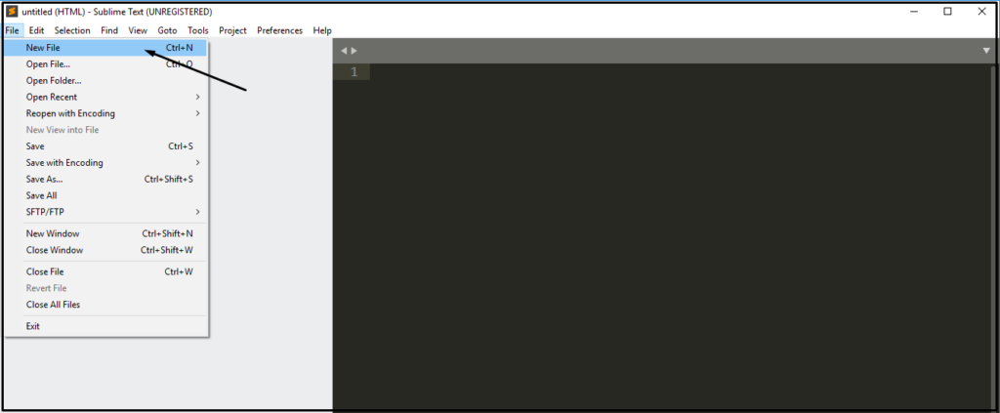 untitled (HTML) - Sublime Text (UNREGISTERED)
File Edit Selection Find View Goto Tools Project Preferences Help
New File Ctrl+N
Open File... Ctrl+O
Open Folder...
Open Recent
Reopen with Encoding
New View into File
Save Ctrl+S
Save with Encoding
Save As... Ctrl+Shift+S
Save All
SFTP/FTP
New Window Ctrl+Shift+N
Close Window Ctrl+Shift+W
Close File Ctrl+W
Revert File
Close All Files
Exit
1